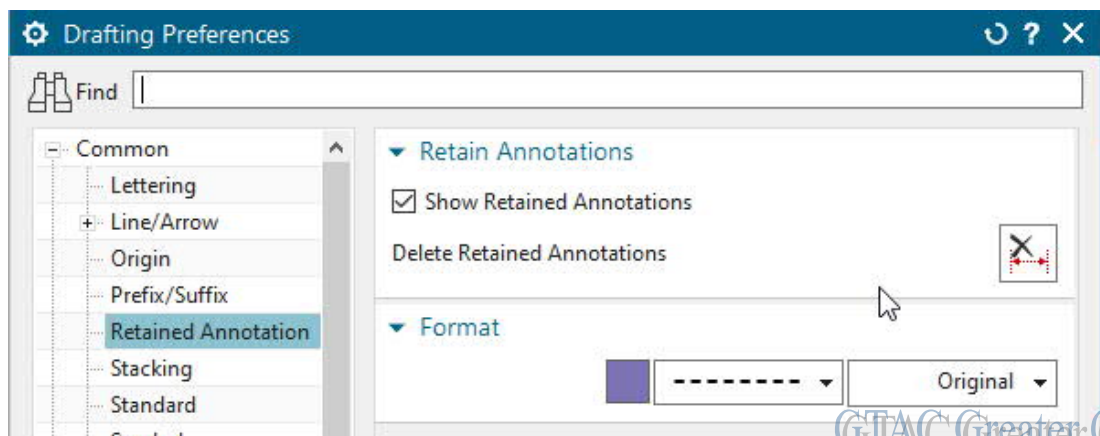 Drafting Preferences
Find
Common
Lettering
Line/Arrow
Origin
Prefix/Suffix
Retained Annotation
Stacking
Standard
Retain Annotations
Show Retained Annotations
Delete Retained Annotations
Format
Original
GTAC Greater